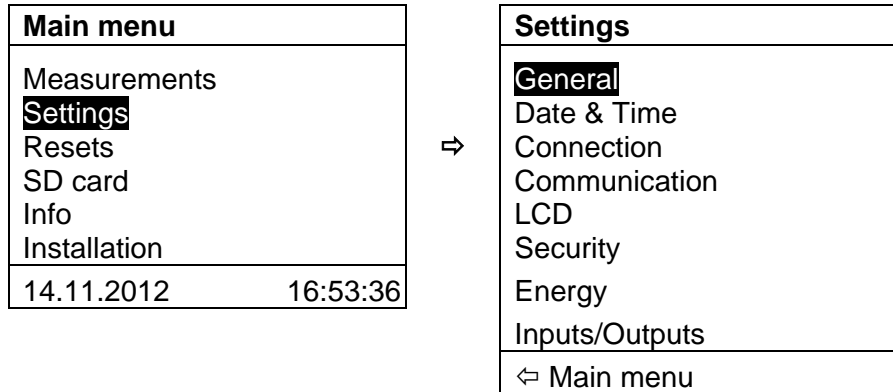 Main menu
Measurements
Settings
Resets
SD card
Info
Installation
14.11.2012 16:53:36
⇨
Settings
General
Date & Time
Connection
Communication
LCD
Security
Energy
Inputs/Outputs
⇦ Main menu